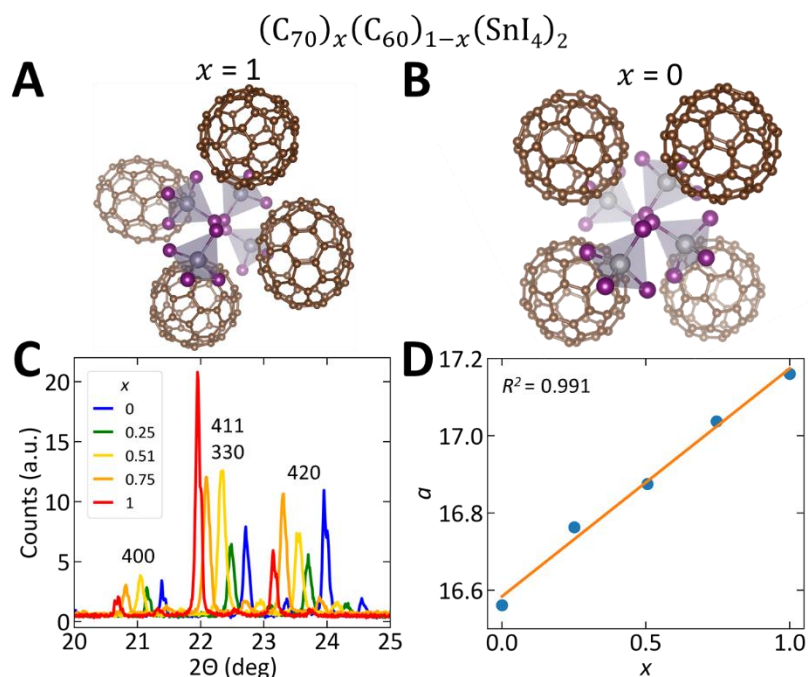 (C₇₀)ₓ(C₆₀)₁₋ₓ(SnI₄)₂
A
x = 1
B
x = 0
C
20
15
10
5
0
Counts (a.u.)
x
0
0.25
0.51
0.75
1
400
411
330
420
20 21 22 23 24 25
2Θ (deg)
D
17.2
17.0
16.8
16.6
a
R² = 0.991
0.0 0.5 1.0
x